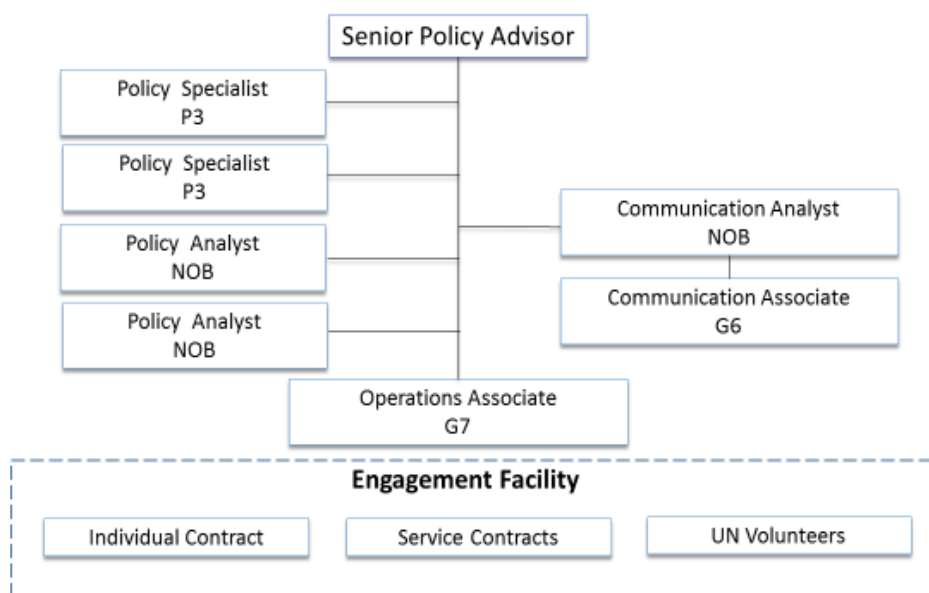 Senior Policy Advisor
Policy Specialist
P3
Policy Specialist
P3
Policy Analyst
NOB
Policy Analyst
NOB
Communication Analyst
NOB
Communication Associate
G6
Operations Associate
G7
Engagement Facility
Individual Contract
Service Contracts
UN Volunteers